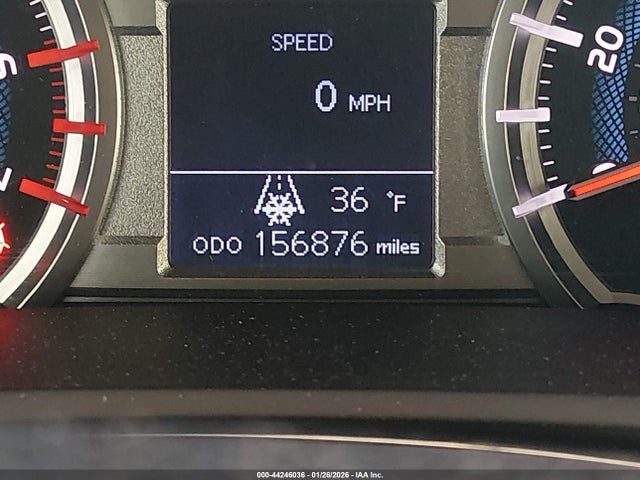 SPEED
0 MPH
20
36 °F
ODO 156876 miles
000-44246036 - 01/26/2026 - IAA Inc.